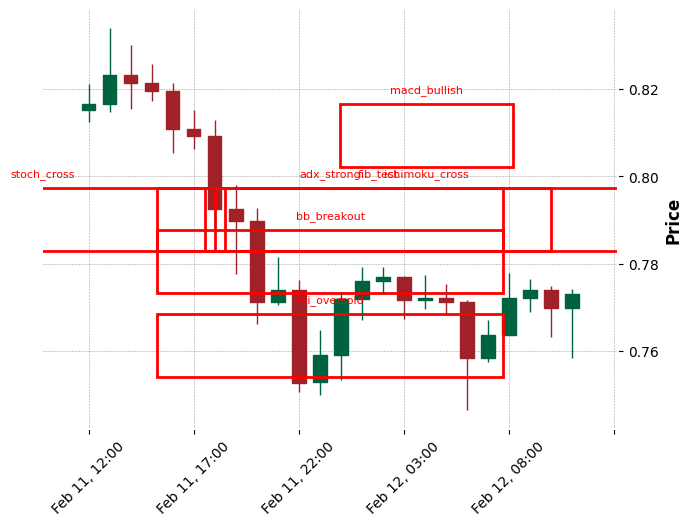 macd_bullish
0.82
stoch_cross
adx_strong
fib_test
ichimoku_cross
0.80
bb_breakout
0.78
rsi_oversold
0.76
Price
Feb 11, 12:00
Feb 11, 17:00
Feb 11, 22:00
Feb 12, 03:00
Feb 12, 08:00